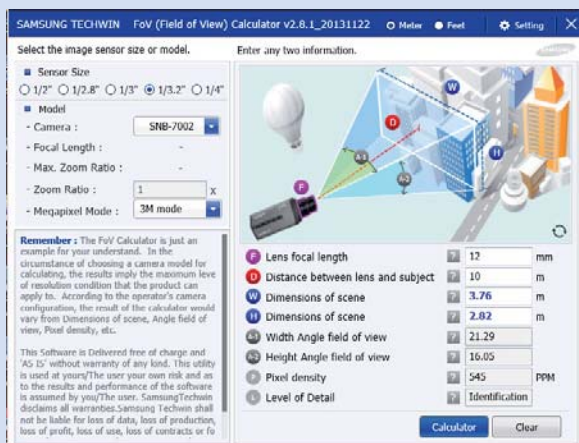 SAMSUNG TECHWIN FoV (Field of View) Calculator v2.8.1_20131122 Meter Feet Setting
Select the image sensor size or model.
Sensor Size
1/2" 1/2.8" 1/3" 1/3.2" 1/4"
Model
- Camera : SNB-7002
- Focal Length : -
- Max. Zoom Ratio : -
- Zoom Ratio : 1 x
- Megapixel Mode : 3M mode
Remember : The FoV Calculator is just an
example for your understand. In the
circumstance of choosing a camera model for
calculating, the results imply the maximum level
of resolution condition that the product can
apply to. According to the operator's camera
configuration, the result of the calculator would
vary from Dimensions of scene, Angle field of
view, Pixel density, etc.
This Software is Delivered free of charge and
'AS IS' without warranty of any kind. This utility
is used at yours/The user your own risk and as
to the results and performance of the software
is assumed by you/The user. SamsungTechwin
disclaims all warranties.Samsung Techwin shall
not be liable for loss of data, loss of production,
loss of profit, loss of use, loss of contracts or fo
Enter any two information.
SAMSUNG
W
D
H
A-1
A-2
F
F Lens focal length ? 12 mm
D Distance between lens and subject ? 10 m
W Dimensions of scene ? 3.76 m
H Dimensions of scene ? 2.82 m
A-1 Width Angle field of view ? 21.29
A-2 Height Angle field of view ? 16.05
P Pixel density ? 545 PPM
L Level of Detail ? Identification
Calculator Clear